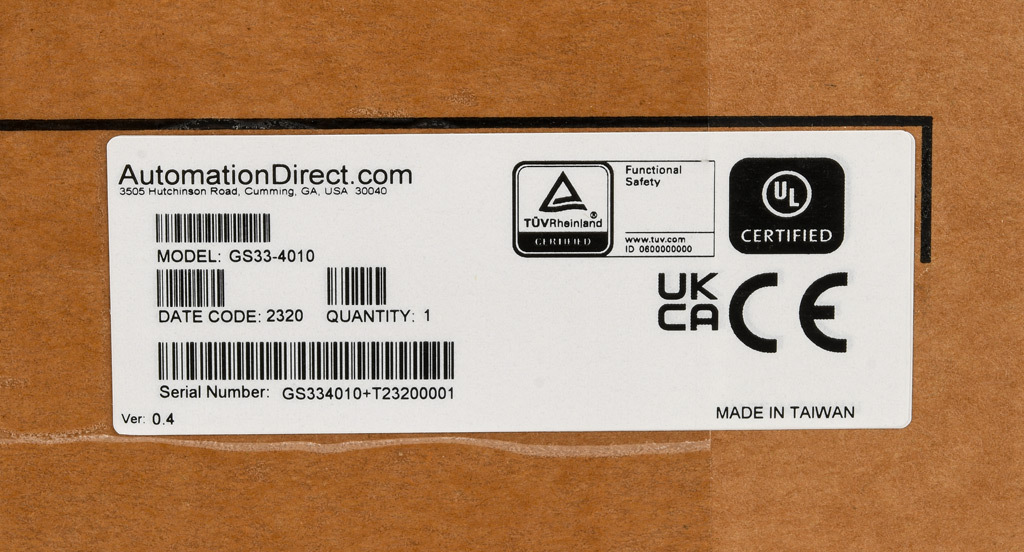 AutomationDirect.com
3505 Hutchinson Road, Cumming, GA, USA 30040
MODEL: GS33-4010
DATE CODE: 2320 QUANTITY: 1
Serial Number: GS334010+T23200001
Ver: 0.4
TÜVRheinland®
CERTIFIED
Functional
Safety
www.tuv.com
ID 0600000000
UL
CERTIFIED
UK
CA
CE
MADE IN TAIWAN